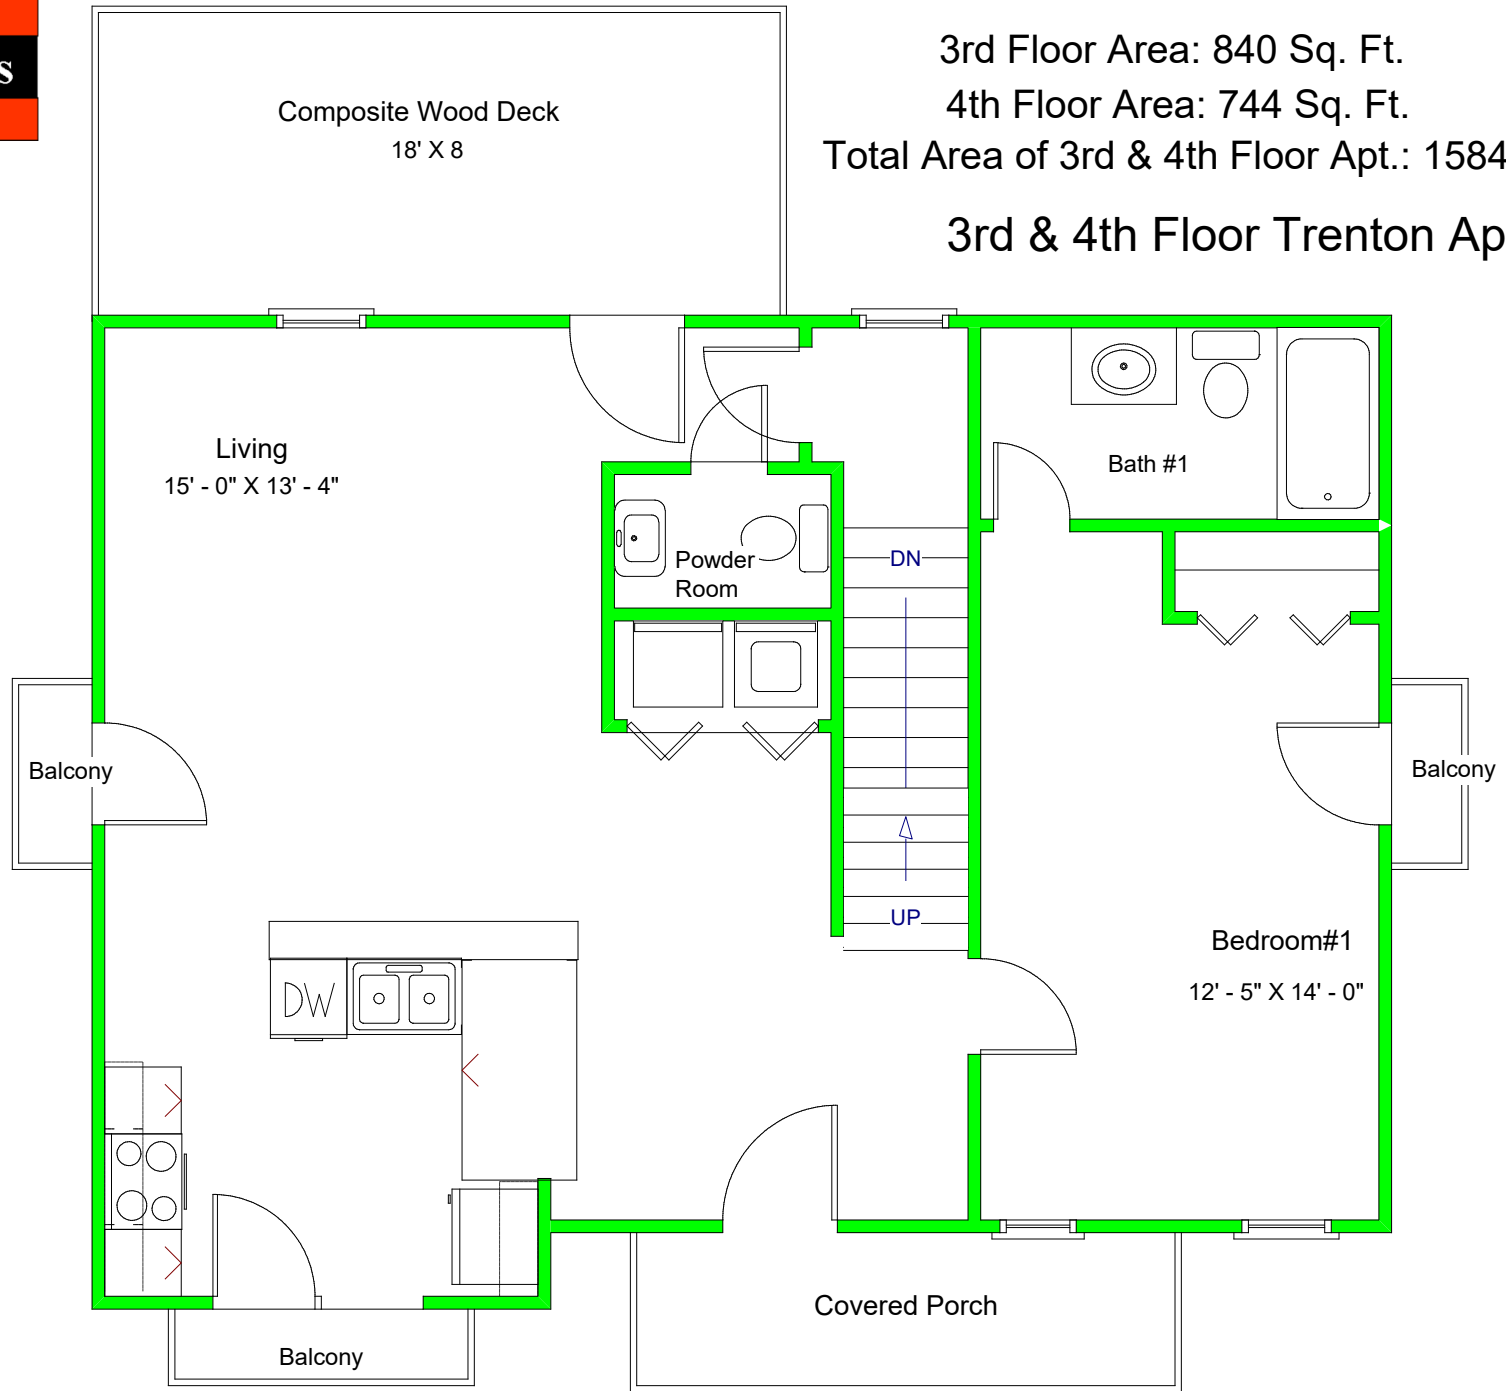 s
3rd Floor Area: 840 Sq. Ft.
4th Floor Area: 744 Sq. Ft.
Total Area of 3rd & 4th Floor Apt.: 1584
3rd & 4th Floor Trenton Ap
Composite Wood Deck
18' X 8
Living
15' - 0" X 13' - 4"
Bath #1
Powder
Room
DN
Balcony
Balcony
UP
Bedroom#1
12' - 5" X 14' - 0"
DW
Covered Porch
Balcony